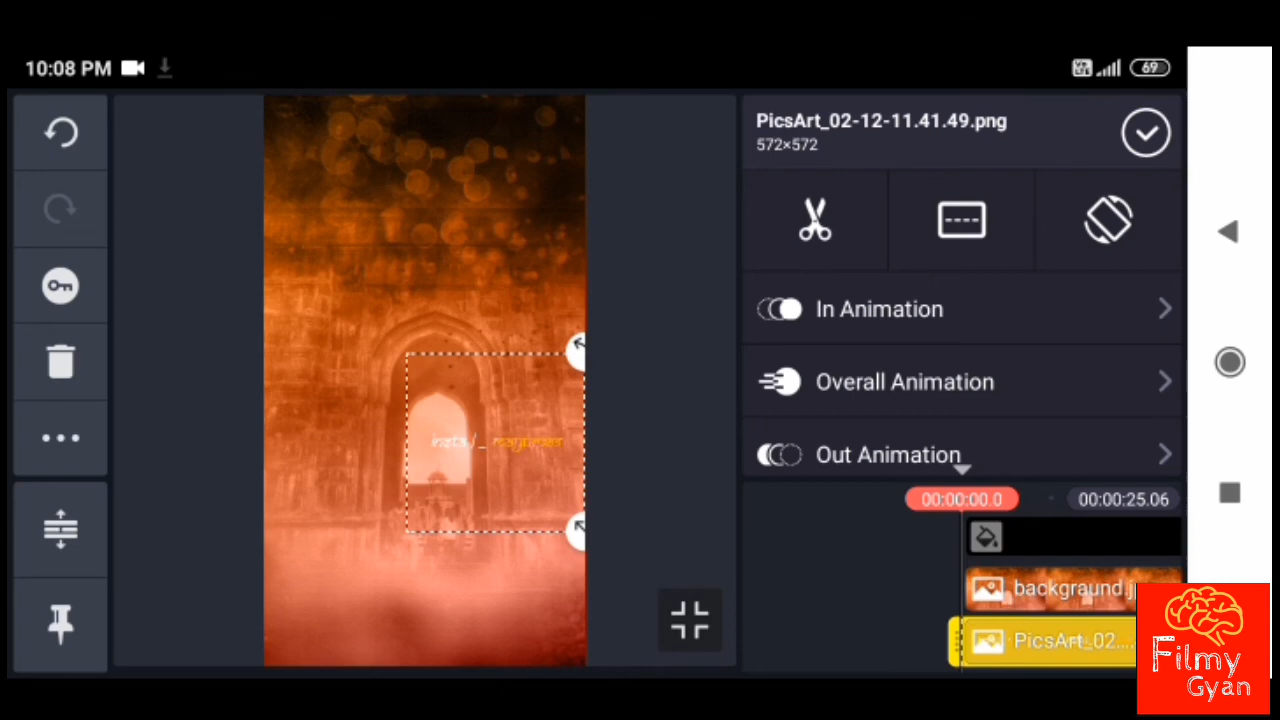 10:08 PM
69
PicsArt_02-12-11.41.49.png
572×572
In Animation
Overall Animation
Out Animation
00:00:00.0
00:00:25.06
backgraund.j
PicsArt_02....
Filmy
Gyan